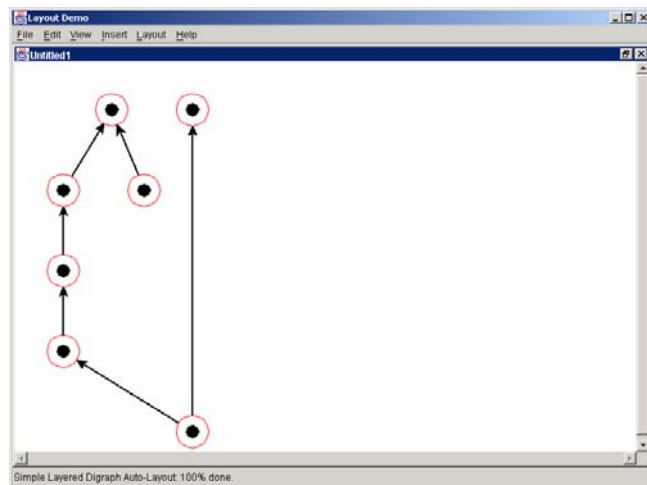 Layout Demo
File Edit View Insert Layout Help
Untitled1
Simple Layered Digraph Auto-Layout: 100% done.